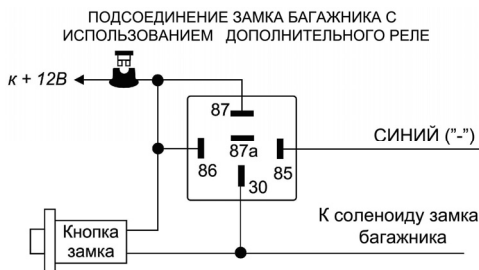 ПОДСОЕДИНЕНИЕ ЗАМКА БАГАЖНИКА С
ИСПОЛЬЗОВАНИЕМ ДОПОЛНИТЕЛЬНОГО РЕЛЕ
к + 12В
87
87а
86
85
30
СИНИЙ ("-")
К соленоиду замка
багажника
Кнопка
замка